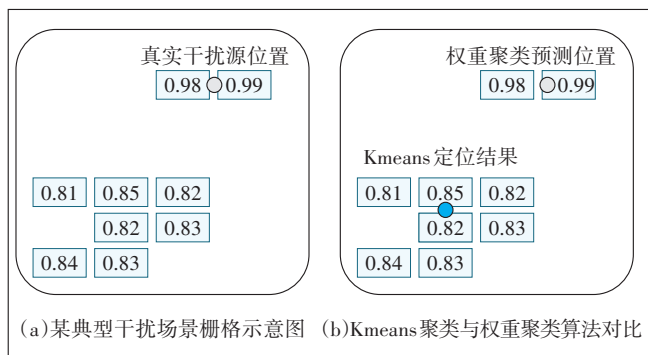 真实干扰源位置
0.98 0.99
0.81 0.85 0.82
0.82 0.83
0.84 0.83
(a)某典型干扰场景栅格示意图
权重聚类预测位置
0.98 0.99
Kmeans定位结果
0.81 0.85 0.82
0.82 0.83
0.84 0.83
(b)Kmeans聚类与权重聚类算法对比